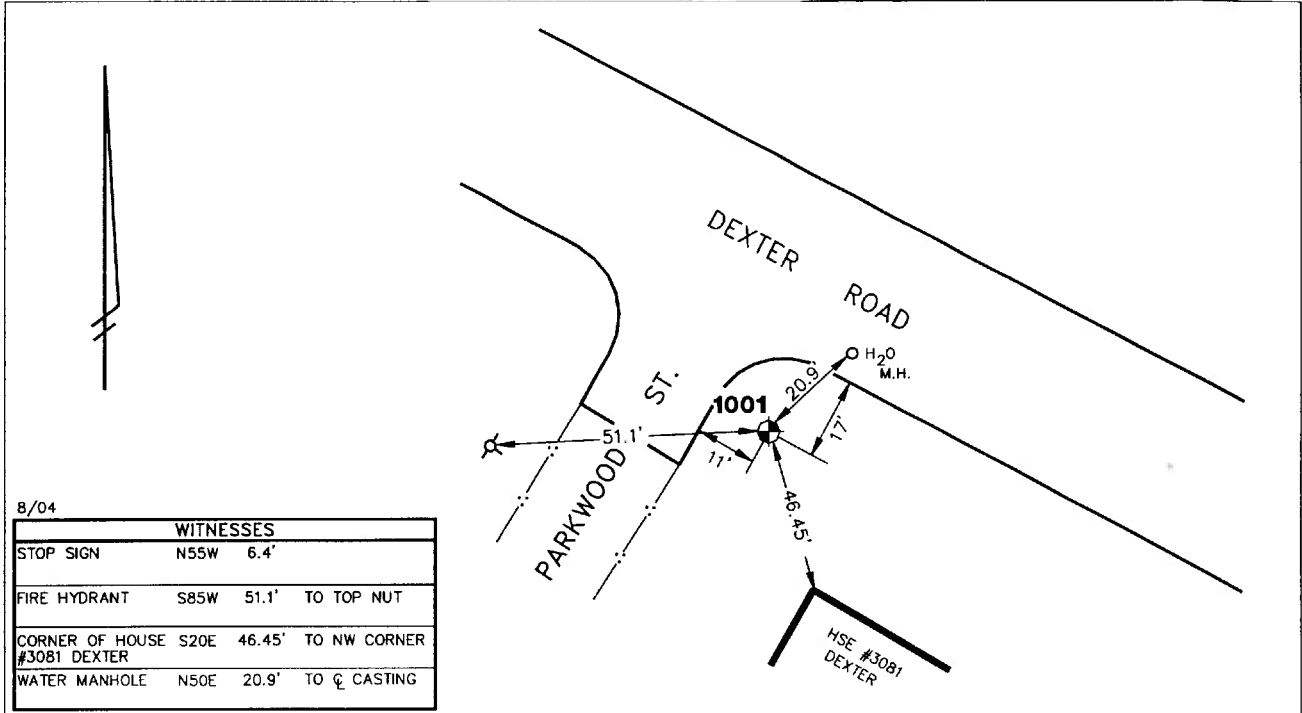 DEXTER ROAD
H2O
M.H.
20.9'
1001
ST.
PARKWOOD
51.1'
11'
17'
46.45'
HSE #3081
DEXTER
8/04
WITNESSES
STOP SIGN N55W 6.4'
FIRE HYDRANT S85W 51.1' TO TOP NUT
CORNER OF HOUSE S20E 46.45' TO NW CORNER
#3081 DEXTER
WATER MANHOLE N50E 20.9' TO ℄ CASTING